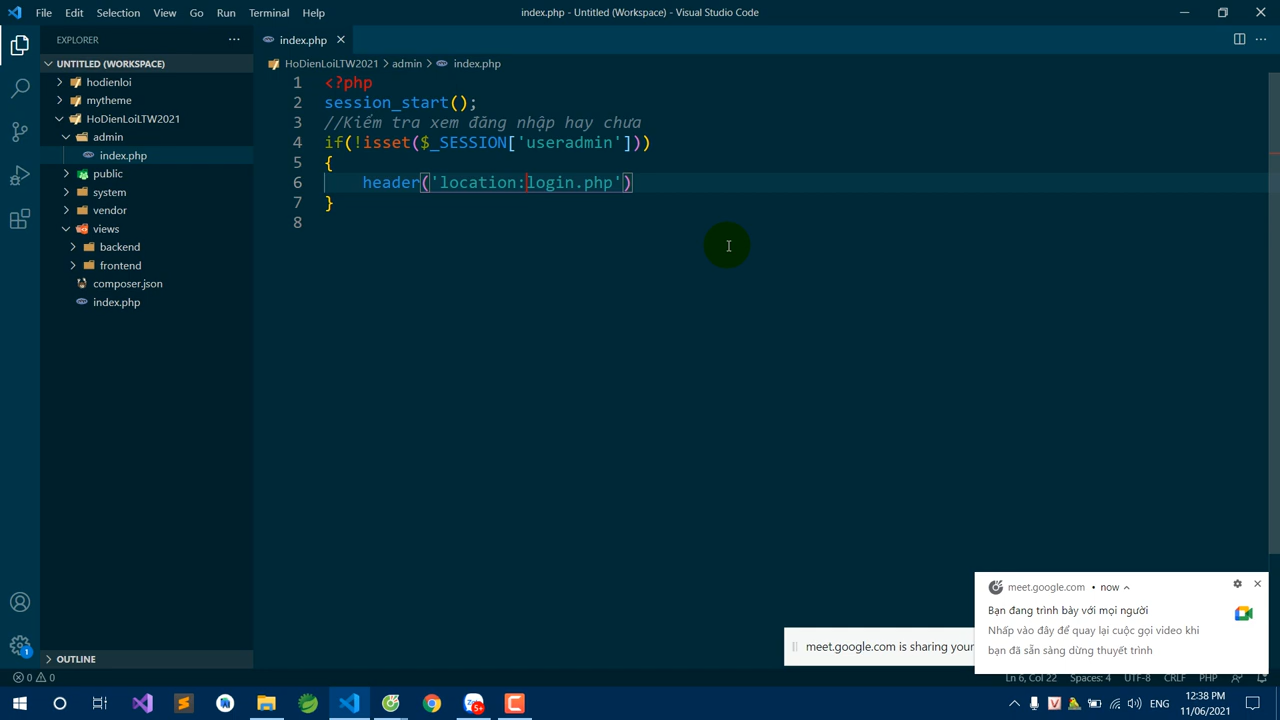 File Edit Selection View Go Run Terminal Help
index.php - Untitled (Workspace) - Visual Studio Code
EXPLORER
index.php
UNTITLED (WORKSPACE)
HoDienLoiLTW2021 > admin > index.php
hodienloi
mytheme
HoDienLoiLTW2021
admin
index.php
public
system
vendor
views
backend
frontend
composer.json
index.php
OUTLINE
1 <?php
2 session_start();
3 //Kiểm tra xem đăng nhập hay chưa
4 if(!isset($_SESSION['useradmin']))
5 {
6 header('location:login.php')
7 }
8
meet.google.com • now
Bạn đang trình bày với mọi người
Nhấp vào đây để quay lại cuộc gọi video khi
bạn đã sẵn sàng dừng thuyết trình
meet.google.com is sharing your
0 0
Ln 6, Col 22 Spaces: 4 UTF-8 CRLF PHP
1
5+
ENG
12:38 PM
11/06/2021